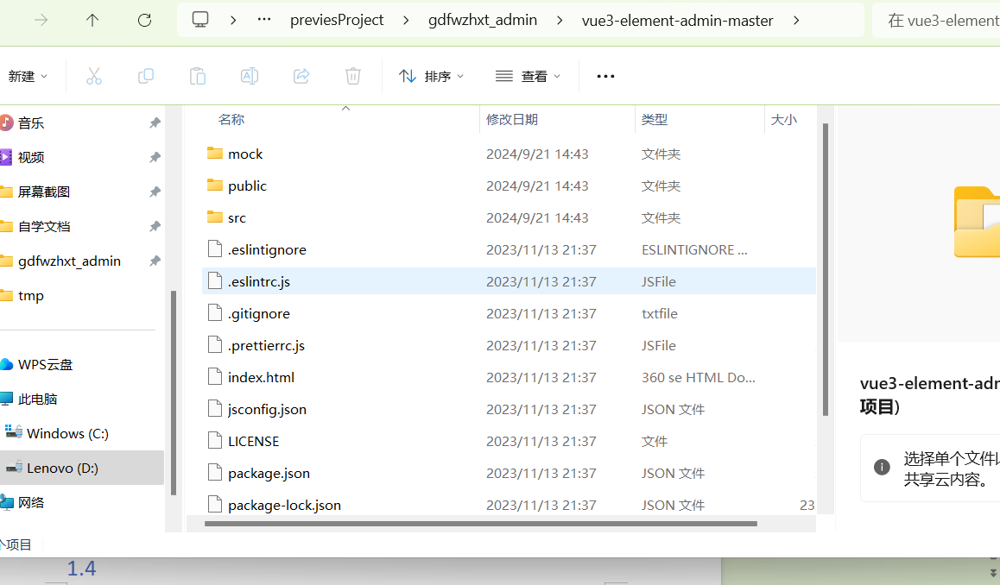 ··· previesProject gdfwzhxt_admin vue3-element-admin-master 在 vue3-element
新建 排序 查看 ···
音乐
视频
屏幕截图
自学文档
gdfwzhxt_admin
tmp
WPS云盘
此电脑
Windows (C:)
Lenovo (D:)
网络
个项目
名称 修改日期 类型 大小
mock 2024/9/21 14:43 文件夹
public 2024/9/21 14:43 文件夹
src 2024/9/21 14:43 文件夹
.eslintignore 2023/11/13 21:37 ESLINTIGNORE ...
.eslintrc.js 2023/11/13 21:37 JSFile
.gitignore 2023/11/13 21:37 txtfile
.prettierrc.js 2023/11/13 21:37 JSFile
index.html 2023/11/13 21:37 360 se HTML Do...
jsconfig.json 2023/11/13 21:37 JSON 文件
LICENSE 2023/11/13 21:37 文件
package.json 2023/11/13 21:37 JSON 文件
package-lock.json 2023/11/13 21:37 JSON 文件 23
vue3-element-adm
项目)
选择单个文件以
共享云内容。
1.4